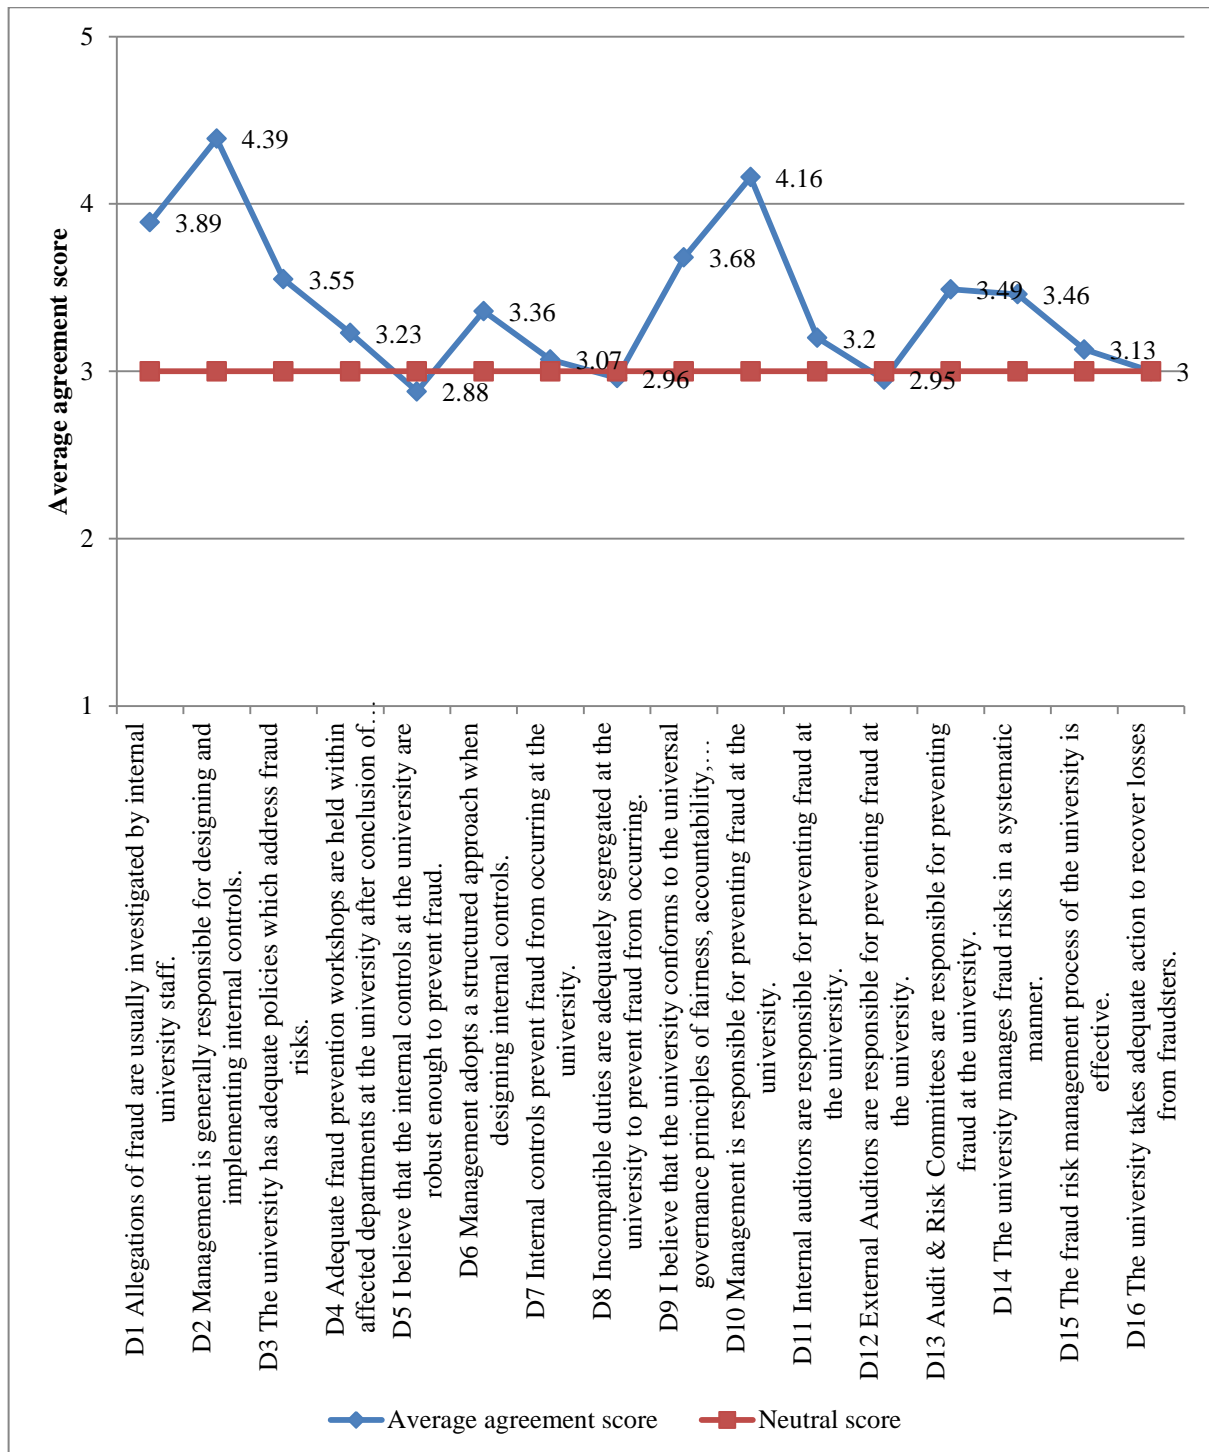 5
4
3
2
1
Average agreement score
3.89
4.39
3.55
3.23
2.88
3.36
3.07
2.96
3.68
4.16
3.2
2.95
3.49
3.46
3.13
3
D1 Allegations of fraud are usually investigated by internal
university staff.
D2 Management is generally responsible for designing and
implementing internal controls.
D3 The university has adequate policies which address fraud
risks.
D4 Adequate fraud prevention workshops are held within
affected departments at the university after conclusion of…
D5 I believe that the internal controls at the university are
robust enough to prevent fraud.
D6 Management adopts a structured approach when
designing internal controls.
D7 Internal controls prevent fraud from occurring at the
university.
D8 Incompatible duties are adequately segregated at the
university to prevent fraud from occurring.
D9 I believe that the university conforms to the universal
governance principles of fairness, accountability,…
D10 Management is responsible for preventing fraud at the
university.
D11 Internal auditors are responsible for preventing fraud at
the university.
D12 External Auditors are responsible for preventing fraud at
the university.
D13 Audit & Risk Committees are responsible for preventing
fraud at the university.
D14 The university manages fraud risks in a systematic
manner.
D15 The fraud risk management process of the university is
effective.
D16 The university takes adequate action to recover losses
from fraudsters.
Average agreement score
Neutral score